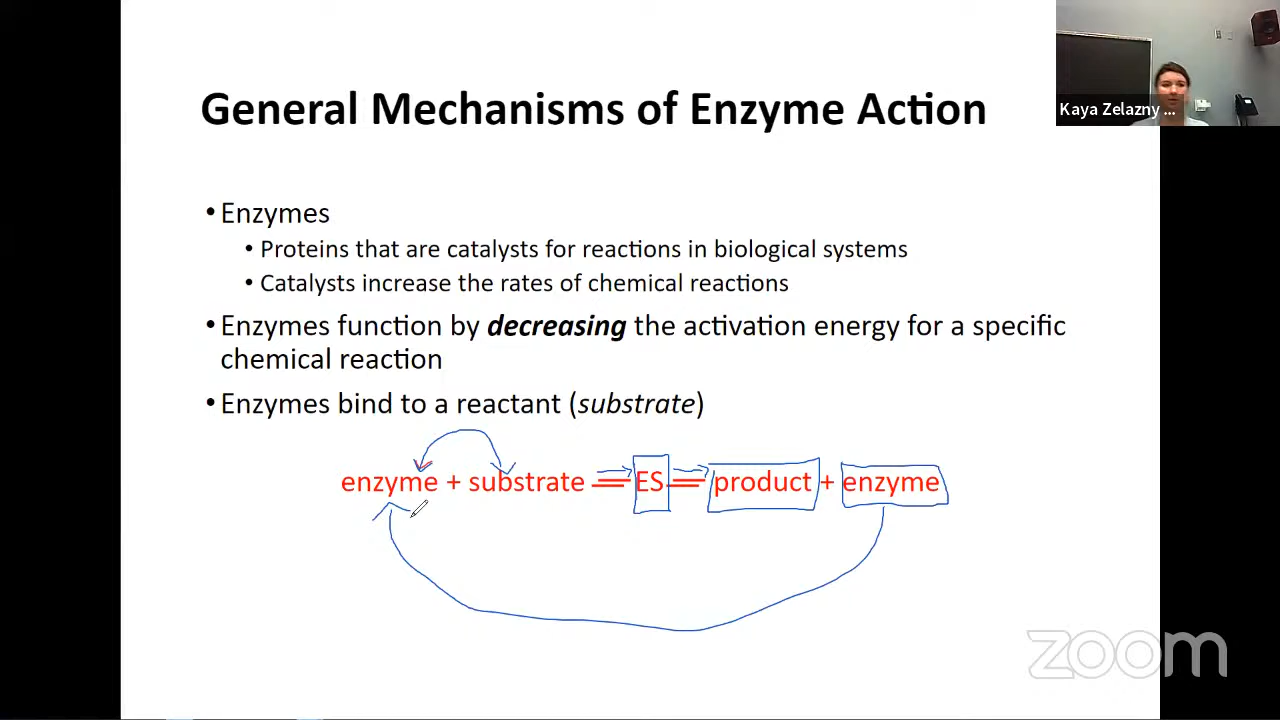 General Mechanisms of Enzyme Action
Kaya Zelazny ...
• Enzymes
• Proteins that are catalysts for reactions in biological systems
• Catalysts increase the rates of chemical reactions
• Enzymes function by decreasing the activation energy for a specific
chemical reaction
• Enzymes bind to a reactant (substrate)
enzyme + substrate ES product + enzyme
zoom